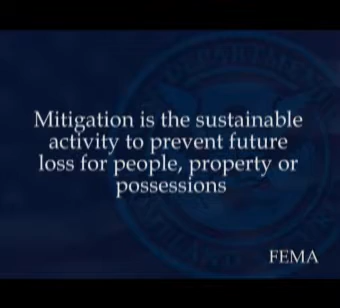 Mitigation is the sustainable
activity to prevent future
loss for people, property or
possessions
FEMA